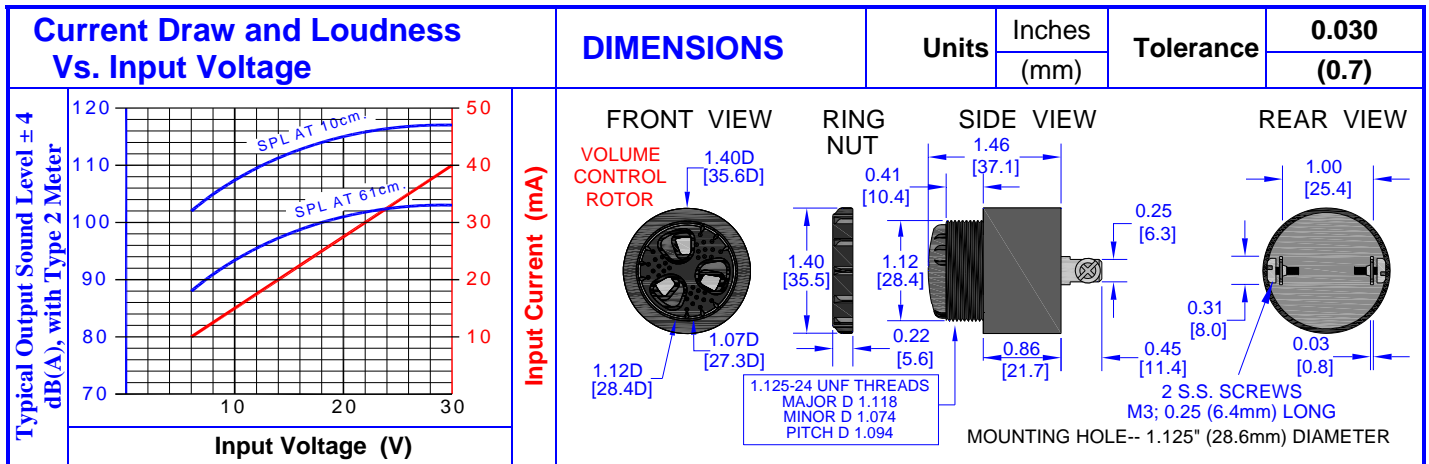 Current Draw and Loudness
Vs. Input Voltage
DIMENSIONS
Units
Inches
(mm)
Tolerance
0.030
(0.7)
Typical Output Sound Level ± 4
dB(A), with Type 2 Meter
120
110
100
90
80
70
SPL AT 10cm.
SPL AT 61cm.
50
40
30
20
10
10
20
30
Input Voltage (V)
Input Current (mA)
FRONT VIEW
VOLUME
CONTROL
ROTOR
1.40D
[35.6D]
1.07D
[27.3D]
1.12D
[28.4D]
RING
NUT
1.40
[35.5]
0.22
[5.6]
SIDE VIEW
1.46
[37.1]
0.41
[10.4]
1.12
[28.4]
0.25
[6.3]
0.86
[21.7]
0.45
[11.4]
1.125-24 UNF THREADS
MAJOR D 1.118
MINOR D 1.074
PITCH D 1.094
REAR VIEW
1.00
[25.4]
0.31
[8.0]
0.03
[0.8]
2 S.S. SCREWS
M3; 0.25 (6.4mm) LONG
MOUNTING HOLE-- 1.125" (28.6mm) DIAMETER